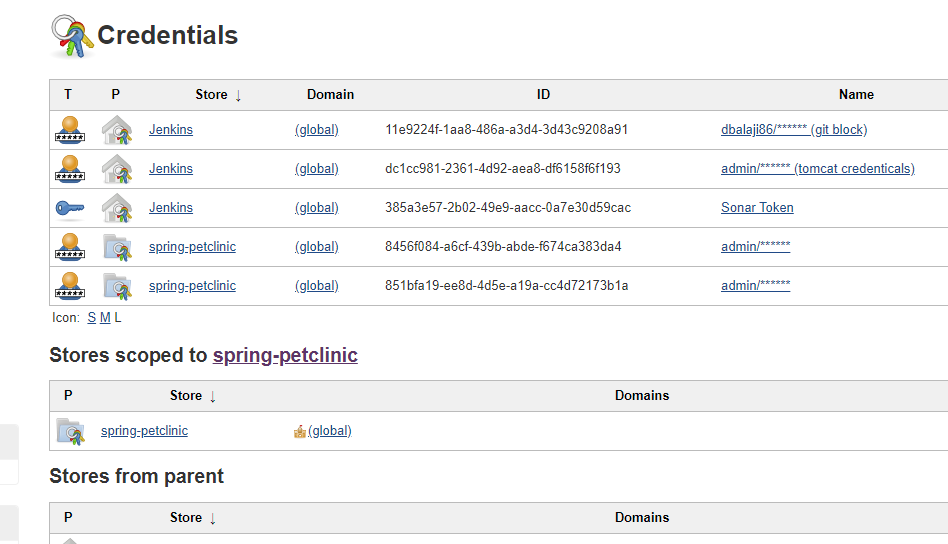 Credentials
T P Store ↓ Domain ID Name
Jenkins (global) 11e9224f-1aa8-486a-a3d4-3d43c9208a91 dbalaji86/****** (git block)
Jenkins (global) dc1cc981-2361-4d92-aea8-df6158f6f193 admin/****** (tomcat credenticals)
Jenkins (global) 385a3e57-2b02-49e9-aacc-0a7e30d59cac Sonar Token
spring-petclinic (global) 8456f084-a6cf-439b-abde-f674ca383da4 admin/******
spring-petclinic (global) 851bfa19-ee8d-4d5e-a19a-cc4d72173b1a admin/******
Icon: S M L
Stores scoped to spring-petclinic
P Store ↓ Domains
spring-petclinic (global)
Stores from parent
P Store ↓ Domains